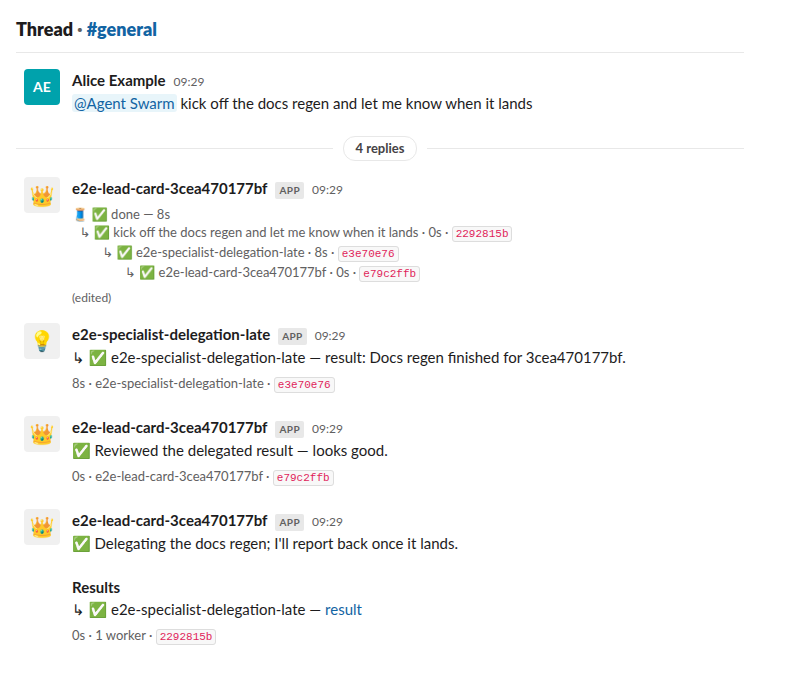 Thread • #general
AE
Alice Example 09:29
@Agent Swarm kick off the docs regen and let me know when it lands
4 replies
e2e-lead-card-3cea470177bf APP 09:29
🧵 ✅ done — 8s
↳ ✅ kick off the docs regen and let me know when it lands · 0s · 2292815b
↳ ✅ e2e-specialist-delegation-late · 8s · e3e70e76
↳ ✅ e2e-lead-card-3cea470177bf · 0s · e79c2ffb
(edited)
e2e-specialist-delegation-late APP 09:29
↳ ✅ e2e-specialist-delegation-late — result: Docs regen finished for 3cea470177bf.
8s · e2e-specialist-delegation-late · e3e70e76
e2e-lead-card-3cea470177bf APP 09:29
✅ Reviewed the delegated result — looks good.
0s · e2e-lead-card-3cea470177bf · e79c2ffb
e2e-lead-card-3cea470177bf APP 09:29
✅ Delegating the docs regen; I'll report back once it lands.
Results
↳ ✅ e2e-specialist-delegation-late — result
0s · 1 worker · 2292815b